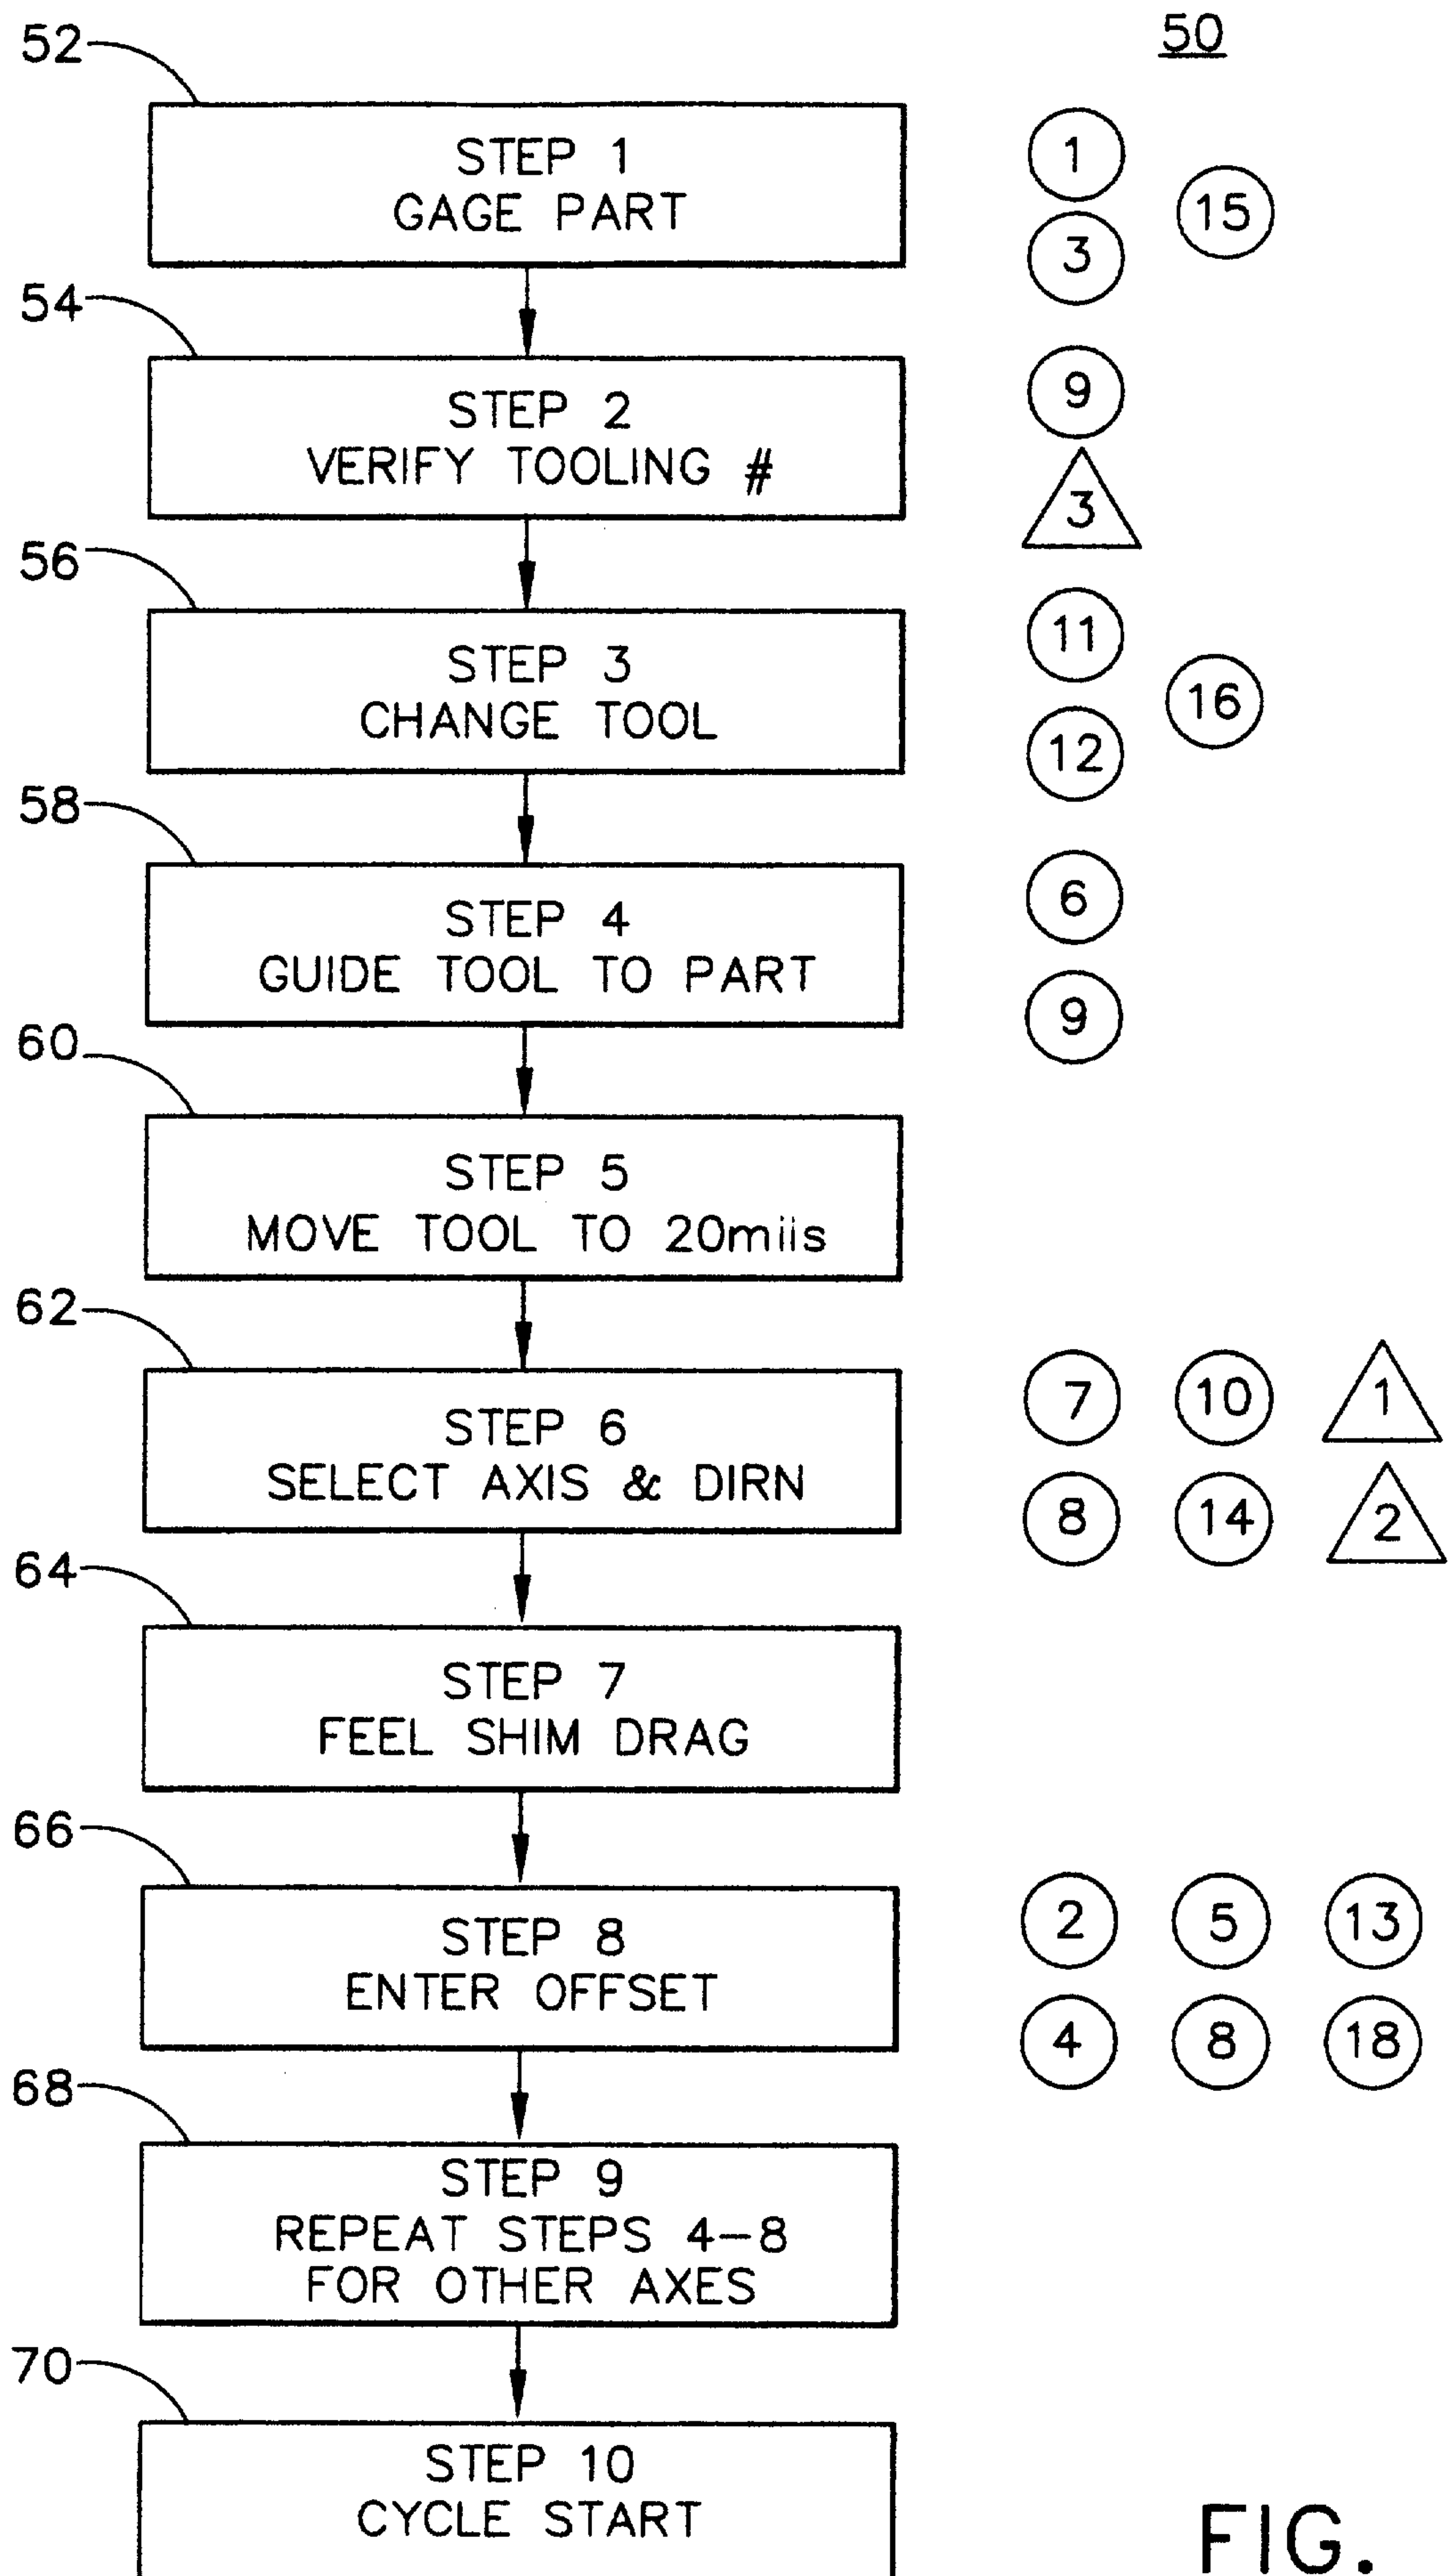 50
52
STEP 1
GAGE PART
1
15
3
54
STEP 2
VERIFY TOOLING #
9
3
56
STEP 3
CHANGE TOOL
11
16
12
58
STEP 4
GUIDE TOOL TO PART
6
9
60
STEP 5
MOVE TOOL TO 20miis
62
STEP 6
SELECT AXIS & DIRN
7 10 1
8 14 2
64
STEP 7
FEEL SHIM DRAG
66
STEP 8
ENTER OFFSET
2 5 13
4 8 18
68
STEP 9
REPEAT STEPS 4-8
FOR OTHER AXES
70
STEP 10
CYCLE START
FIG.